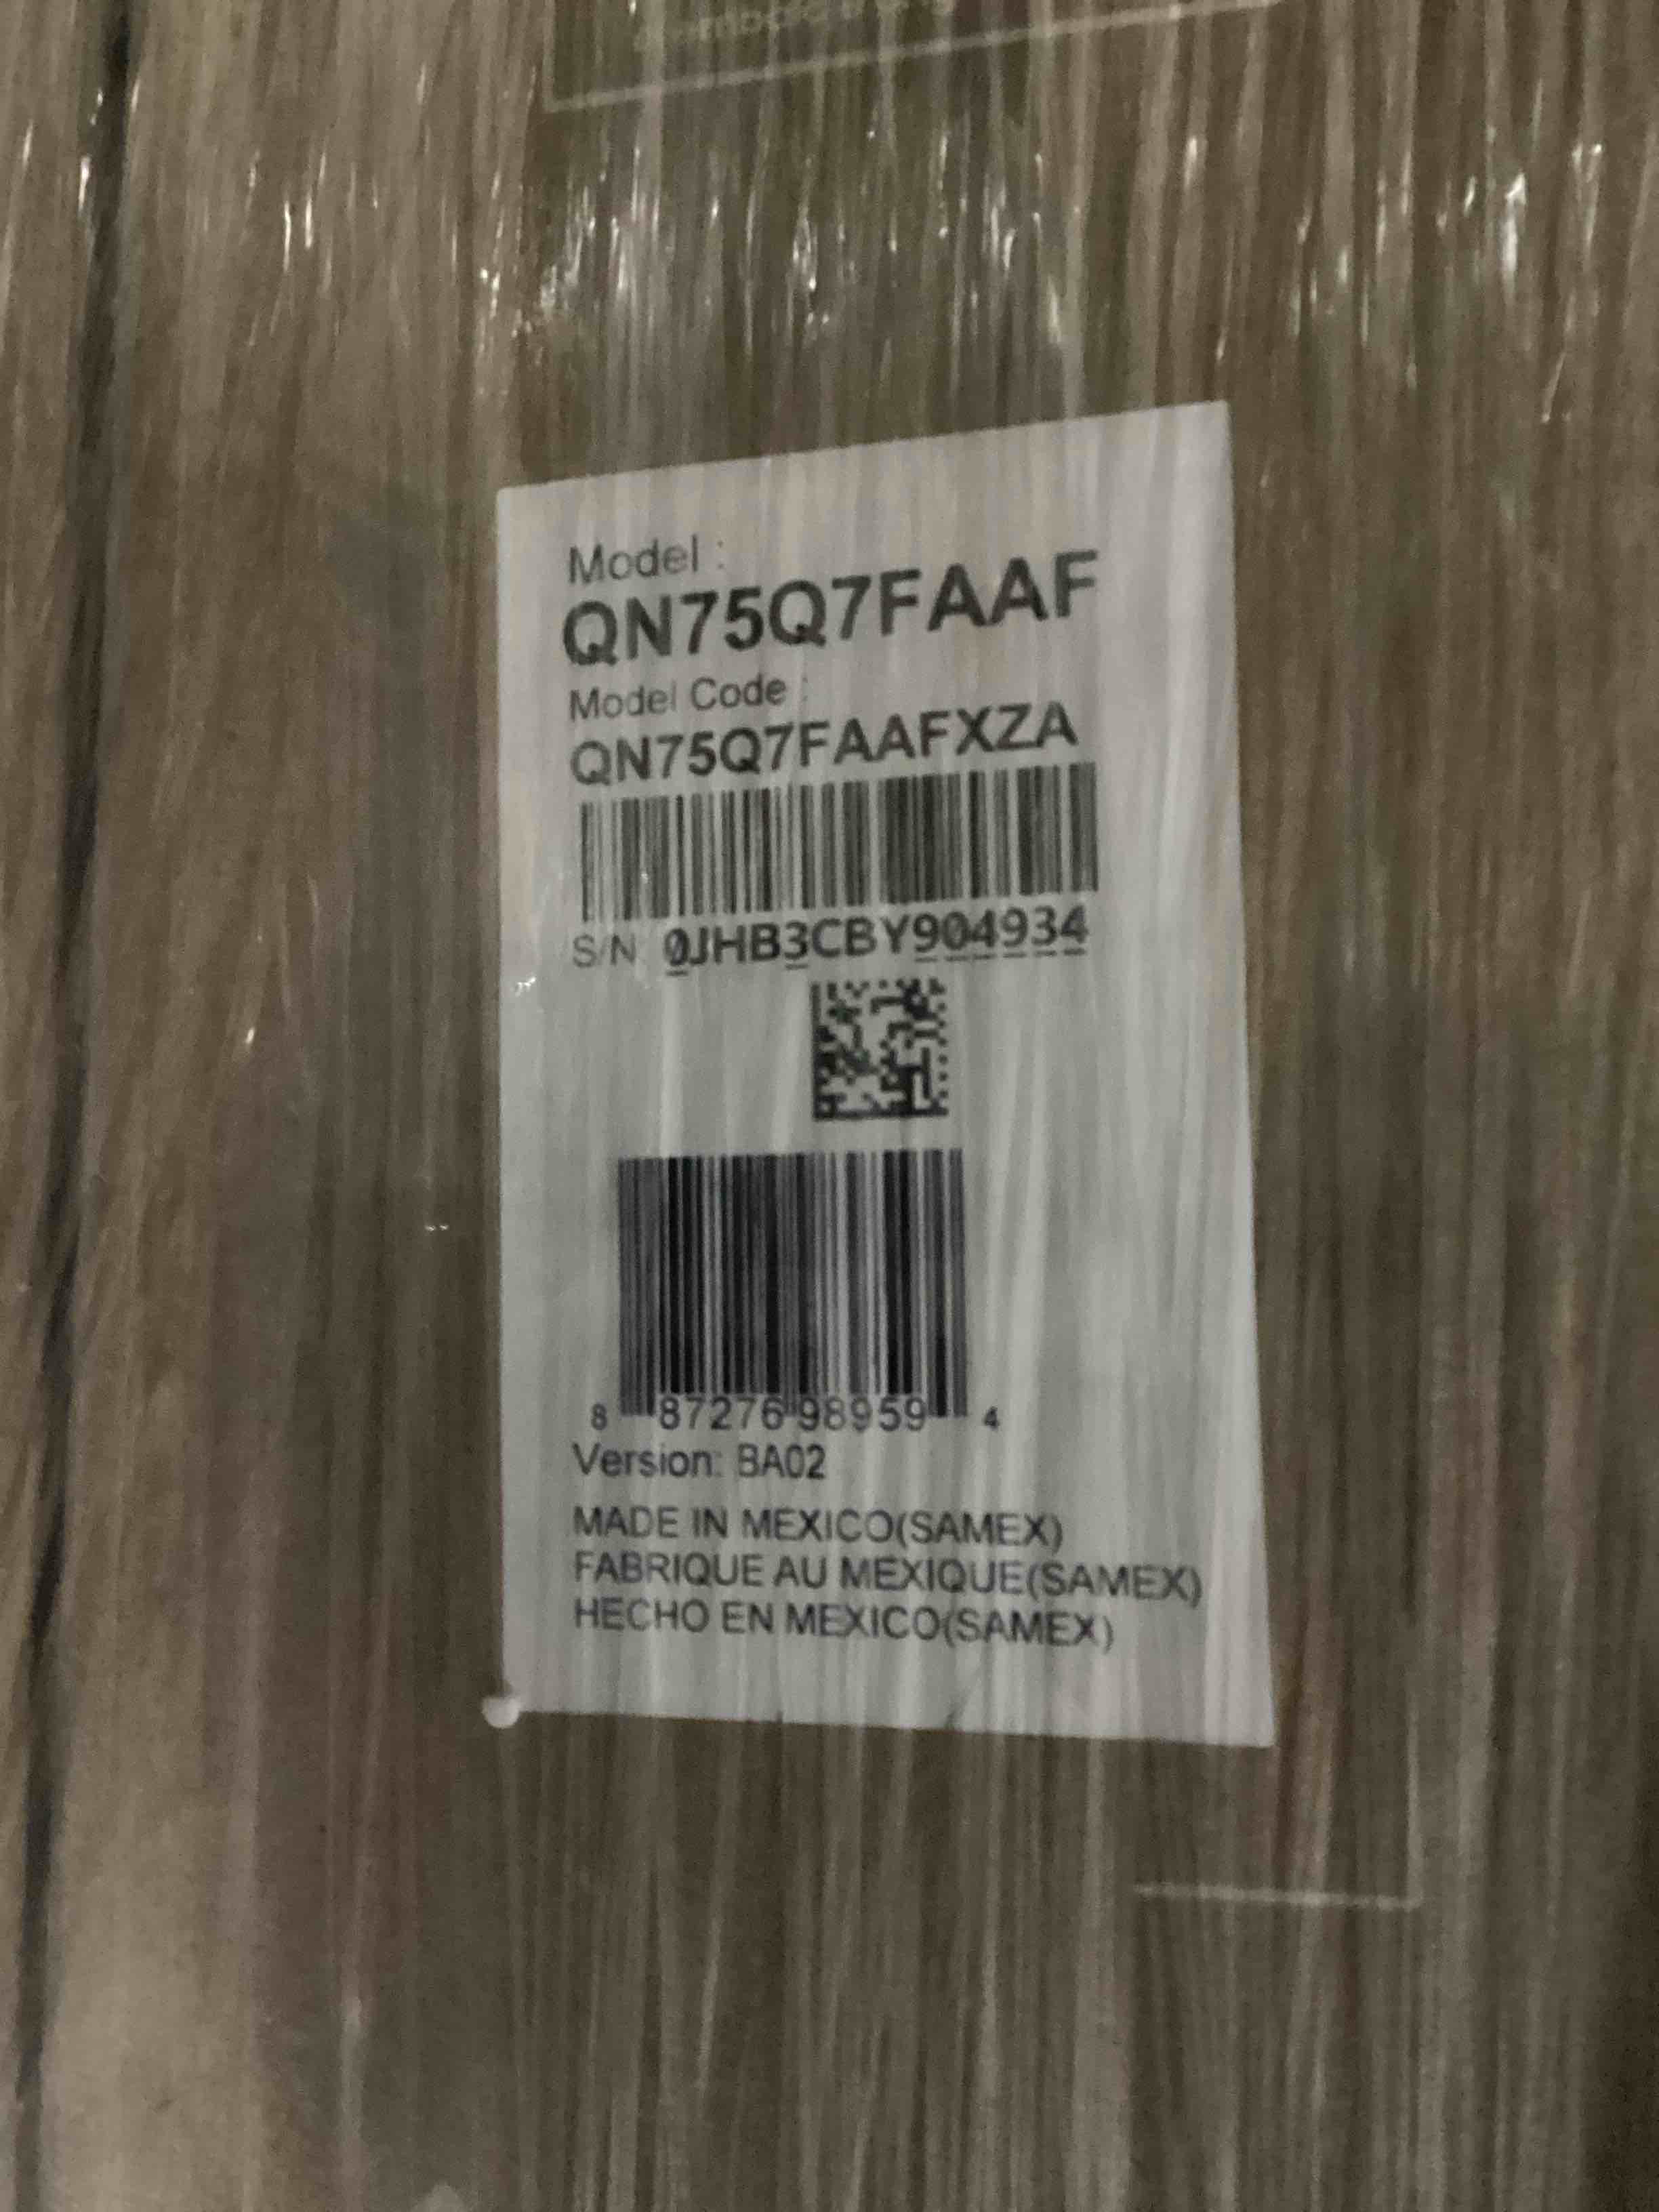 Model :
QN75Q7FAAF
Model Code :
QN75Q7FAAFXZA
S/N 0JHB3CBY904934
8 87276 98959 4
Version: BA02
MADE IN MEXICO(SAMEX)
FABRIQUE AU MEXIQUE(SAMEX)
HECHO EN MEXICO(SAMEX)